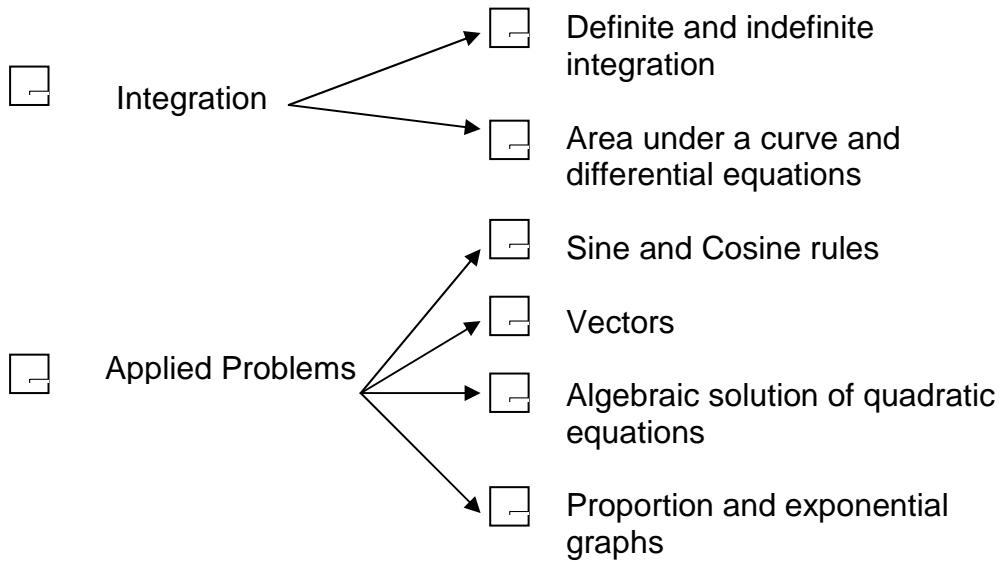 Integration
Definite and indefinite
integration
Area under a curve and
differential equations
Applied Problems
Sine and Cosine rules
Vectors
Algebraic solution of quadratic
equations
Proportion and exponential
graphs